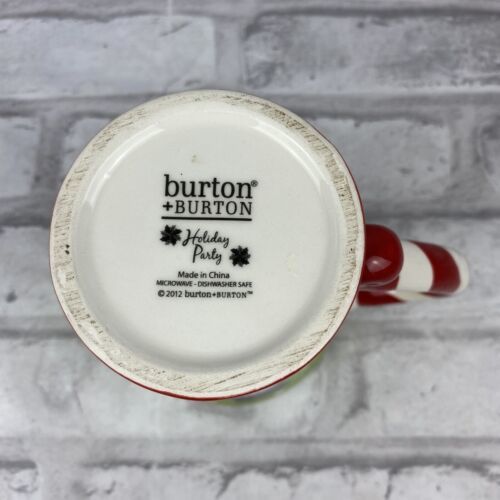 burton®
+BURTON
Holiday
Party
Made in China
MICROWAVE - DISHWASHER SAFE
© 2012 burton+BURTON™